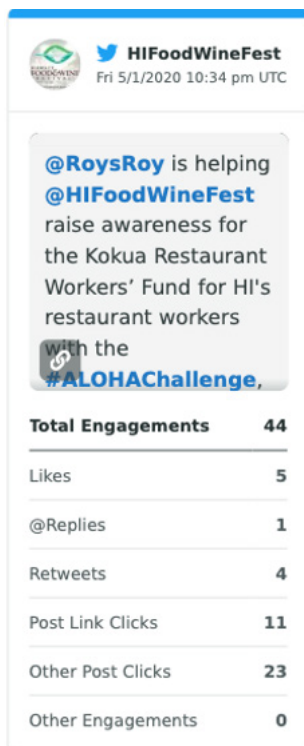 HIFoodWineFest
Fri 5/1/2020 10:34 pm UTC
FOOD&WINE
@RoysRoy is helping
@HIFoodWineFest
raise awareness for
the Kokua Restaurant
Workers’ Fund for HI's
restaurant workers
with the
#ALOHAChallenge,
Total Engagements 44
Likes 5
@Replies 1
Retweets 4
Post Link Clicks 11
Other Post Clicks 23
Other Engagements 0